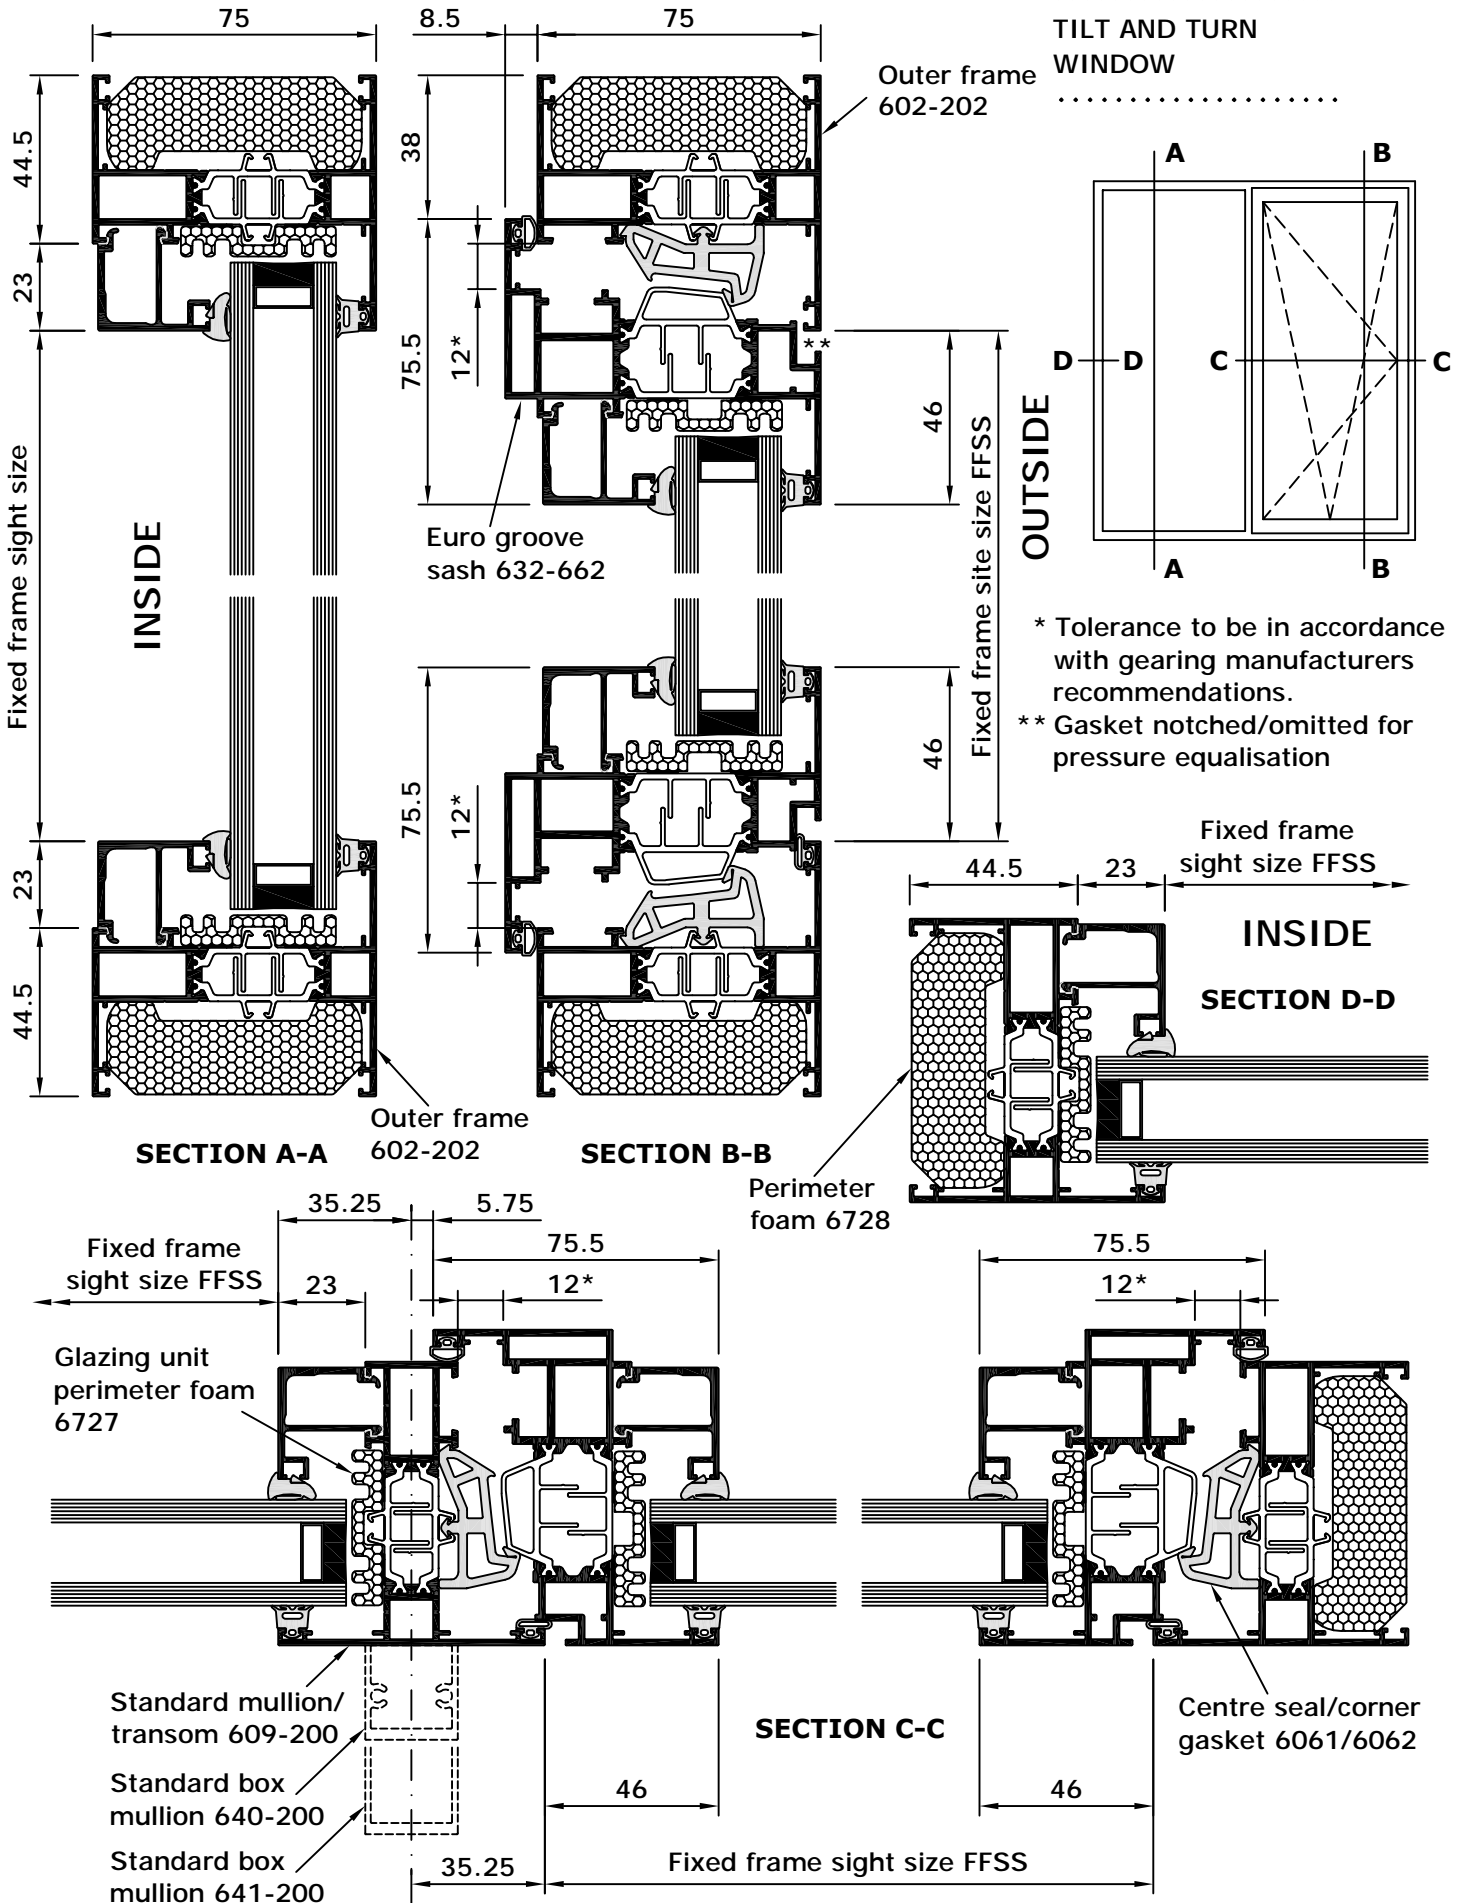 75
8.5
75
TILT AND TURN
WINDOW
Outer frame
602-202
44.5
38
23
75.5
12*
**
46
A
B
D
D
C
C
A
B
Fixed frame sight size
INSIDE
Euro groove
sash 632-662
Fixed frame site size FFSS
OUTSIDE
* Tolerance to be in accordance
with gearing manufacturers
recommendations.
** Gasket notched/omitted for
pressure equalisation
23
44.5
75.5
12*
46
Outer frame
602-202
SECTION A-A
SECTION B-B
Fixed frame
sight size FFSS
44.5
23
INSIDE
SECTION D-D
Perimeter
foam 6728
35.25
5.75
75.5
12*
Fixed frame
sight size FFSS
23
75.5
12*
Glazing unit
perimeter foam
6727
Standard mullion/
transom 609-200
Standard box
mullion 640-200
Standard box
mullion 641-200
SECTION C-C
Centre seal/corner
gasket 6061/6062
46
46
35.25
Fixed frame sight size FFSS